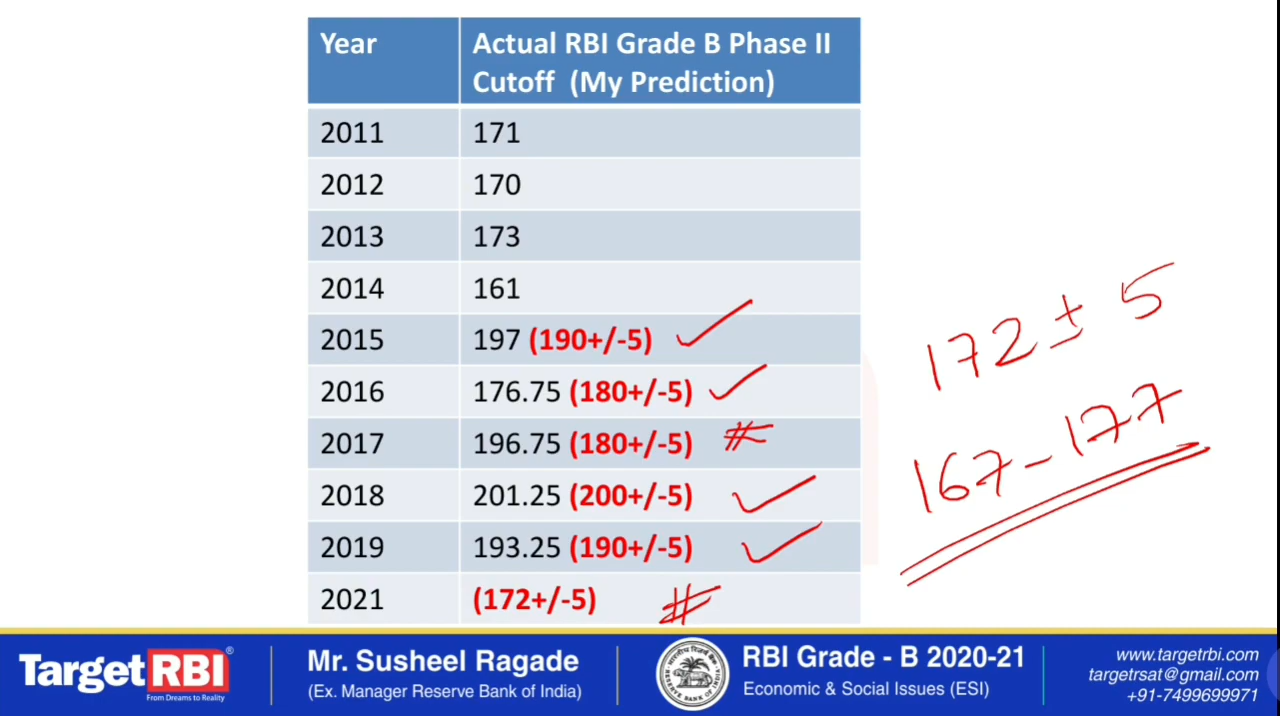 Year Actual RBI Grade B Phase II
Cutoff (My Prediction)
2011 171
2012 170
2013 173
2014 161
2015 197 (190+/-5)
2016 176.75 (180+/-5)
2017 196.75 (180+/-5)
2018 201.25 (200+/-5)
2019 193.25 (190+/-5)
2021 (172+/-5)
172 ± 5
167-177
TargetRBI®
From Dreams to Reality
Mr. Susheel Ragade
(Ex. Manager Reserve Bank of India)
RESERVE BANK OF INDIA
RBI Grade - B 2020-21
Economic & Social Issues (ESI)
www.targetrbi.com
targetrsat@gmail.com
+91-7499699971